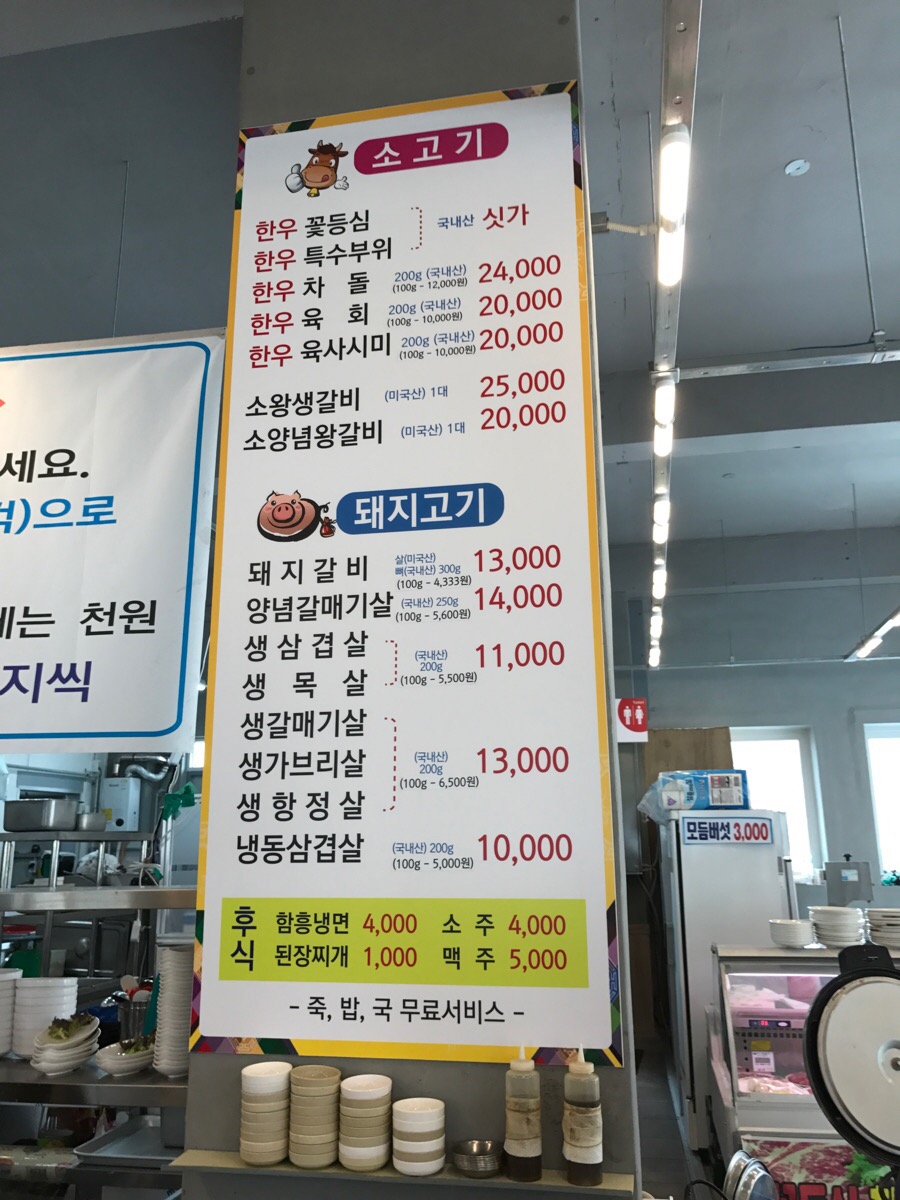 소고기
한우 꽃등심
한우 특수부위
국내산 싯가
한우 차 돌 200g (국내산) (100g - 12,000원) 24,000
한우 육 회 200g (국내산) (100g - 10,000원) 20,000
한우 육사시미 200g (국내산) (100g - 10,000원) 20,000
소왕생갈비 (미국산) 1대 25,000
소양념왕갈비 (미국산) 1대 20,000
돼지고기
돼지갈비 살(미국산) 뼈(국내산) 300g (100g - 4,333원) 13,000
양념갈매기살 (국내산) 250g (100g - 5,600원) 14,000
생삼겹살
생 목 살
(국내산) 200g (100g - 5,500원) 11,000
생갈매기살
생가브리살
생항정살
(국내산) 200g (100g - 6,500원) 13,000
냉동삼겹살 (국내산) 200g (100g - 5,000원) 10,000
후식
함흥냉면 4,000 소 주 4,000
된장찌개 1,000 맥 주 5,000
- 죽, 밥, 국 무료서비스 -
세요.
)으로
는 천원
지씩
모듬버섯 3,000